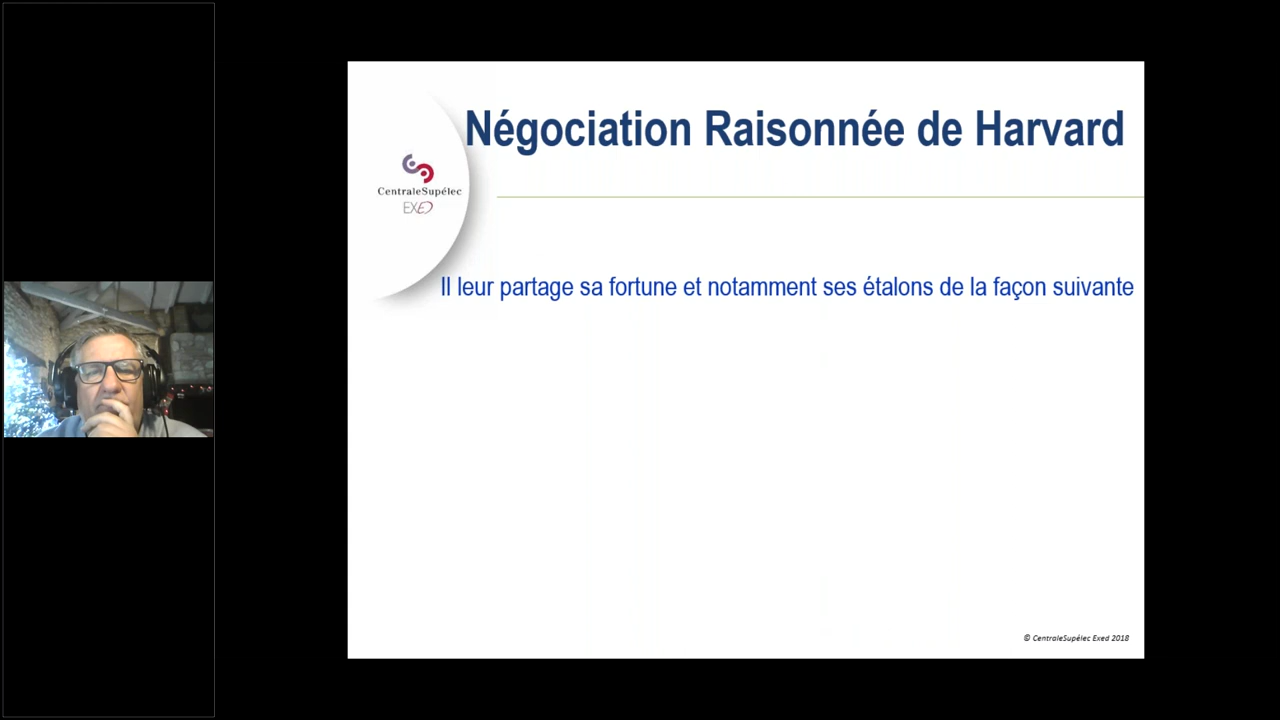 Négociation Raisonnée de Harvard
CentraleSupélec
EXED
Il leur partage sa fortune et notamment ses étalons de la façon suivante
© CentraleSupélec Exed 2018